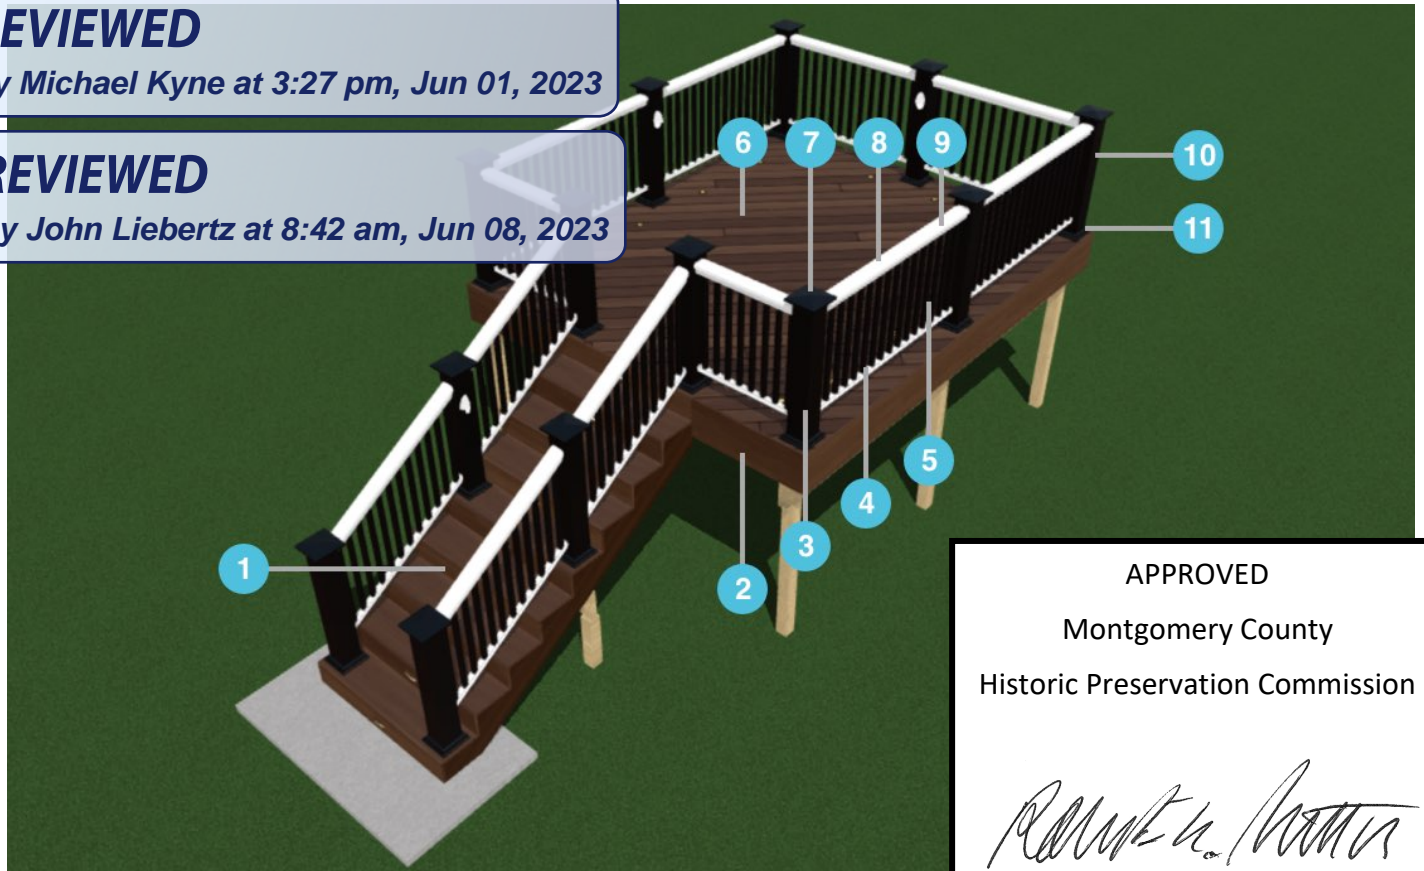 EVIEWED
y Michael Kyne at 3:27 pm, Jun 01, 2023
REVIEWED
y John Liebertz at 8:42 am, Jun 08, 2023
6 7 8 9
10
11
5
4
3
2
1
APPROVED
Montgomery County
Historic Preservation Commission